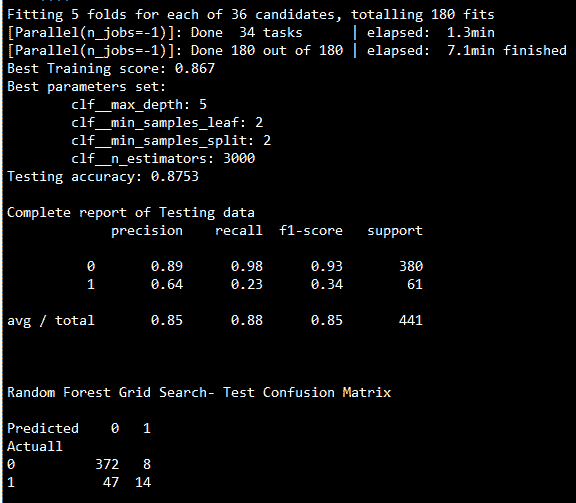 Fitting 5 folds for each of 36 candidates, totalling 180 fits
[Parallel(n_jobs=-1)]: Done  34 tasks      | elapsed:  1.3min
[Parallel(n_jobs=-1)]: Done 180 out of 180 | elapsed:  7.1min finished
Best Training score: 0.867
Best parameters set:
        clf__max_depth: 5
        clf__min_samples_leaf: 2
        clf__min_samples_split: 2
        clf__n_estimators: 3000
Testing accuracy: 0.8753
Complete report of Testing data
             precision    recall  f1-score   support
          0       0.89      0.98      0.93       380
          1       0.64      0.23      0.34        61
avg / total       0.85      0.88      0.85       441
Random Forest Grid Search- Test Confusion Matrix
Predicted    0   1
Actuall
0          372   8
1           47  14